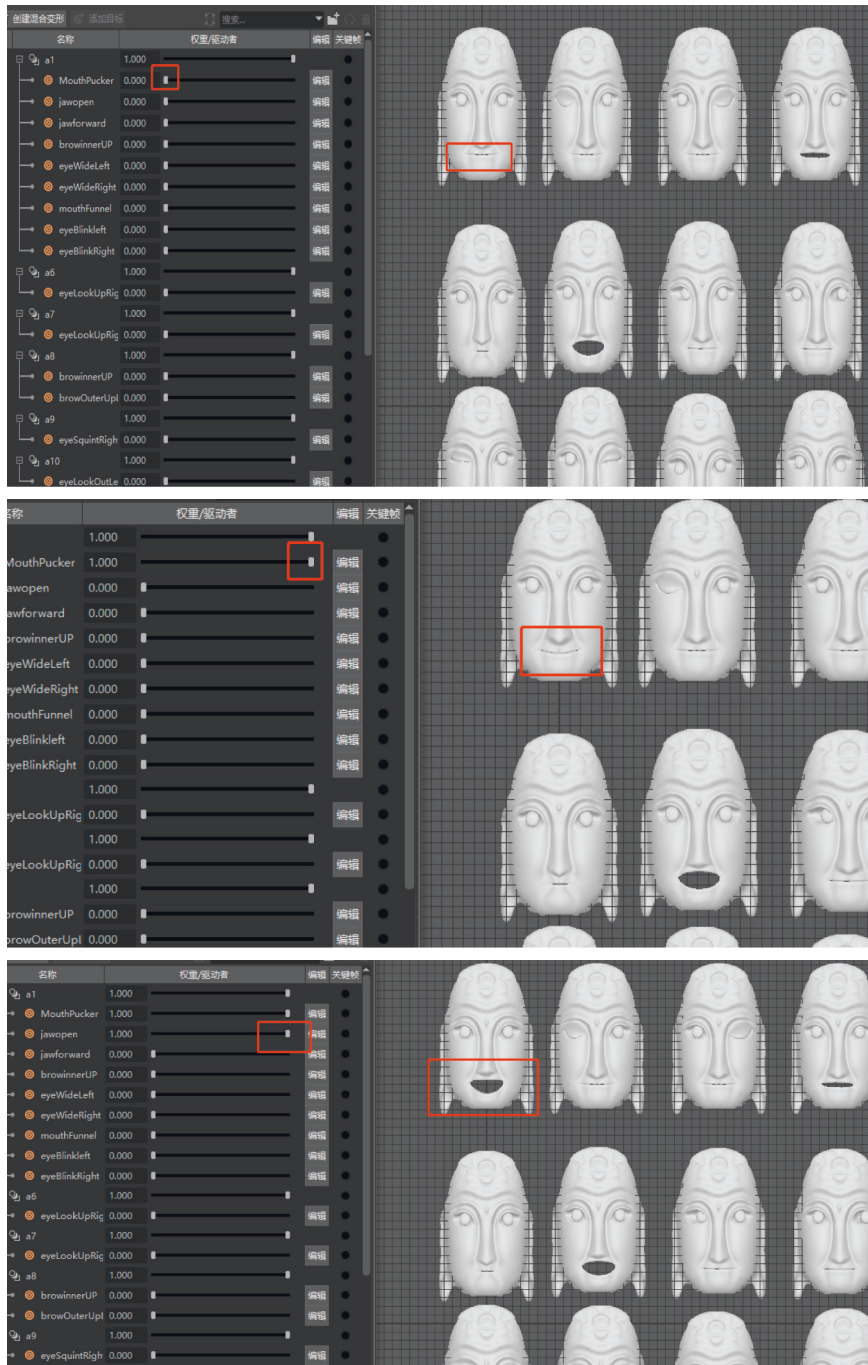 创建混合变形 添加目标 搜索...
名称 权重/驱动者 编辑 关键帧
a1 1.000
MouthPucker 0.000 编辑
jawopen 0.000 编辑
jawforward 0.000 编辑
browinnerUP 0.000 编辑
eyeWideLeft 0.000 编辑
eyeWideRight 0.000 编辑
mouthFunnel 0.000 编辑
eyeBlinkleft 0.000 编辑
eyeBlinkRight 0.000 编辑
a6 1.000
eyeLookUpRig 0.000 编辑
a7 1.000
eyeLookUpRig 0.000 编辑
a8 1.000
browinnerUP 0.000 编辑
browOuterUpl 0.000 编辑
a9 1.000
eyeSquintRigh 0.000 编辑
a10 1.000
eyeLookOutLe 0.000 编辑
名称 权重/驱动者 编辑 关键帧
1.000
MouthPucker 1.000 编辑
awopen 0.000 编辑
awforward 0.000 编辑
prowinnerUP 0.000 编辑
eyeWideLeft 0.000 编辑
eyeWideRight 0.000 编辑
mouthFunnel 0.000 编辑
eyeBlinkleft 0.000 编辑
eyeBlinkRight 0.000 编辑
1.000
eyeLookUpRig 0.000 编辑
1.000
eyeLookUpRig 0.000 编辑
1.000
prowinnerUP 0.000 编辑
prowOuterUpl 0.000 编辑
名称 权重/驱动者 编辑 关键帧
a1 1.000
MouthPucker 1.000 编辑
jawopen 1.000 编辑
jawforward 0.000 编辑
browinnerUP 0.000 编辑
eyeWideLeft 0.000 编辑
eyeWideRight 0.000 编辑
mouthFunnel 0.000 编辑
eyeBlinkleft 0.000 编辑
eyeBlinkRight 0.000 编辑
a6 1.000
eyeLookUpRig 0.000 编辑
a7 1.000
eyeLookUpRig 0.000 编辑
a8 1.000
browinnerUP 0.000 编辑
browOuterUpl 0.000 编辑
a9 1.000
eyeSquintRigh 0.000 编辑